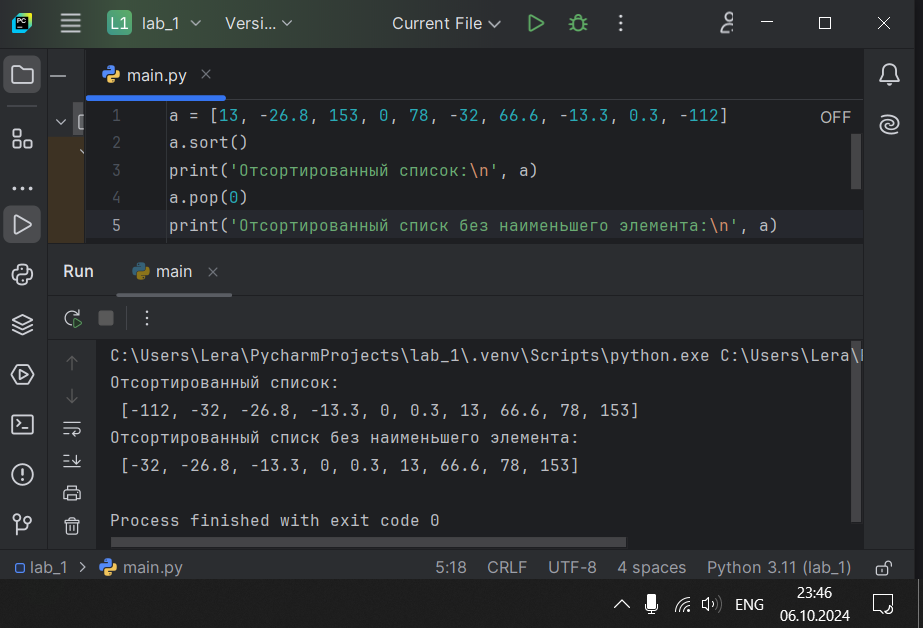 L1 lab_1 Versi... Current File
main.py
1 a = [13, -26.8, 153, 0, 78, -32, 66.6, -13.3, 0.3, -112]
OFF
2 a.sort()
3 print('Отсортированный список:\n', a)
4 a.pop(0)
5 print('Отсортированный списк без наименьшего элемента:\n', a)
Run main
C:\Users\Lera\PycharmProjects\lab_1\.venv\Scripts\python.exe C:\Users\Lera\
Отсортированный список:
[-112, -32, -26.8, -13.3, 0, 0.3, 13, 66.6, 78, 153]
Отсортированный списк без наименьшего элемента:
[-32, -26.8, -13.3, 0, 0.3, 13, 66.6, 78, 153]
Process finished with exit code 0
lab_1 > main.py 5:18 CRLF UTF-8 4 spaces Python 3.11 (lab_1)
ENG 23:46
06.10.2024